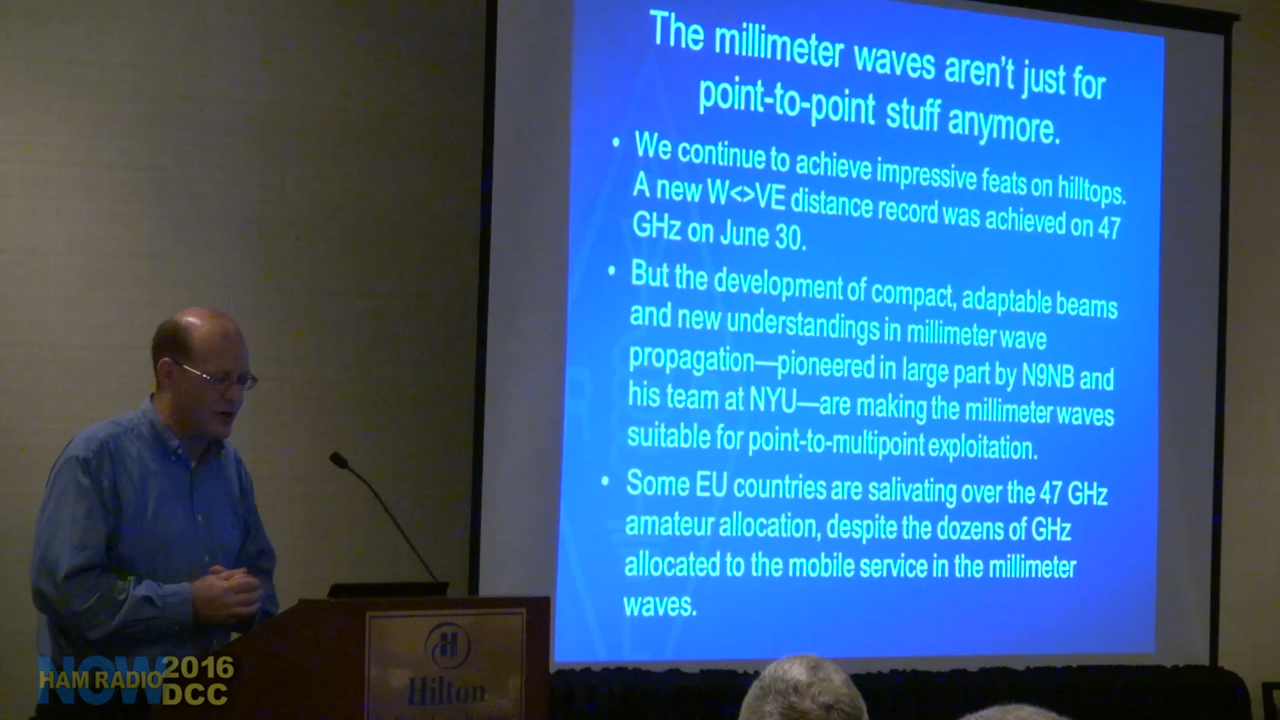 The millimeter waves aren't just for
point-to-point stuff anymore.
• We continue to achieve impressive feats on hilltops.
A new W<>VE distance record was achieved on 47
GHz on June 30.
• But the development of compact, adaptable beams
and new understandings in millimeter wave
propagation—pioneered in large part by N9NB and
his team at NYU—are making the millimeter waves
suitable for point-to-multipoint exploitation.
• Some EU countries are salivating over the 47 GHz
amateur allocation, despite the dozens of GHz
allocated to the mobile service in the millimeter
waves.
H
Hilton
NOW
HAM RADIO
2016
DCC